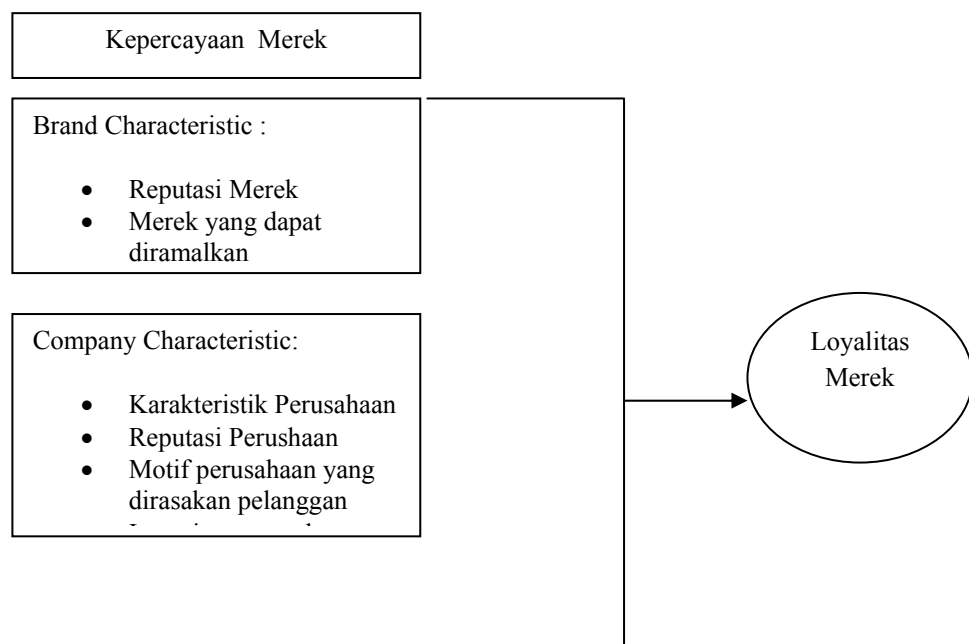 Kepercayaan Merek
Brand Characteristic :
• Reputasi Merek
• Merek yang dapat
diramalkan
Company Characteristic:
• Karakteristik Perusahaan
• Reputasi Perushaan
• Motif perusahaan yang
dirasakan pelanggan
Loyalitas
Merek